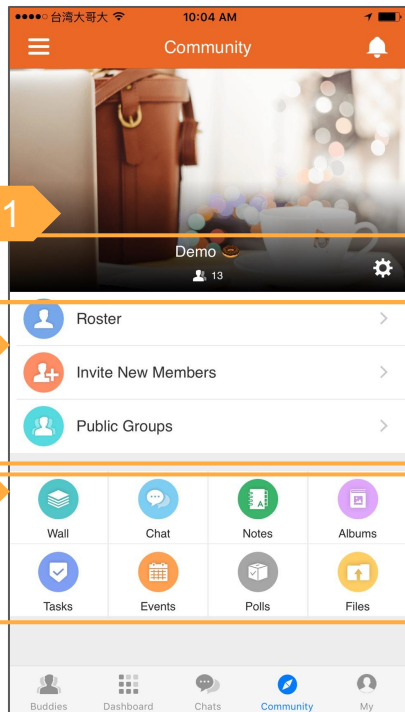 台湾大哥大 10:04 AM
Community
1
Demo
13
Roster
Invite New Members
Public Groups
Wall Chat Notes Albums
Tasks Events Polls Files
Buddies Dashboard Chats Community My